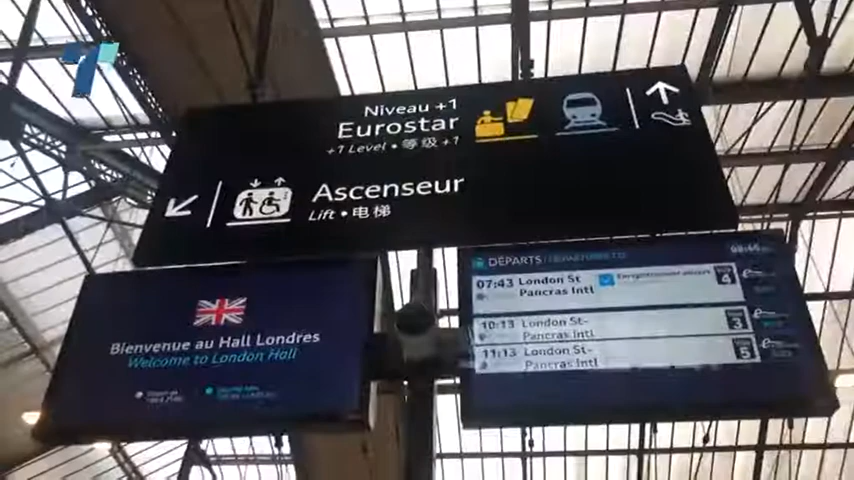 Niveau +1
Eurostar
+1 Level • 等级 +1
Ascenseur
Lift • 电梯
Bienvenue au Hall Londres
Welcome to London Hall
DÉPARTS
07:43 London St Pancras Intl 4
10:13 London St-Pancras Intl 3
11:13 London St-Pancras Intl 5